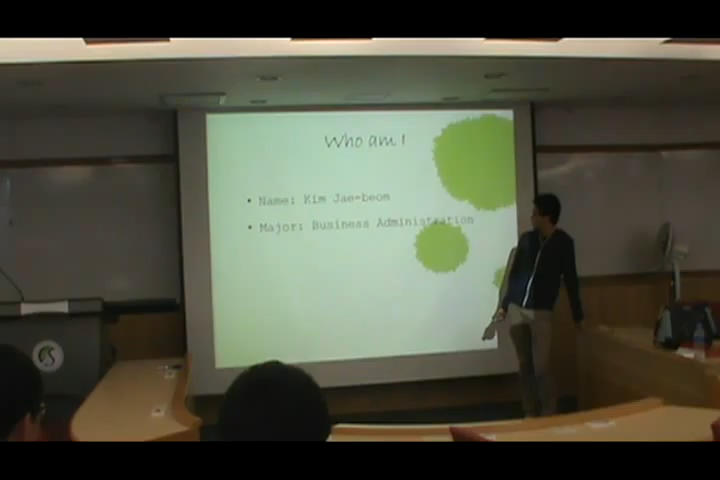 Who am I
• Name: Kim Jae-beom
• Major: Business Administration